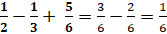 1/2 − 1/3 + 5/6 = 3/6 − 2/6 = 1/6